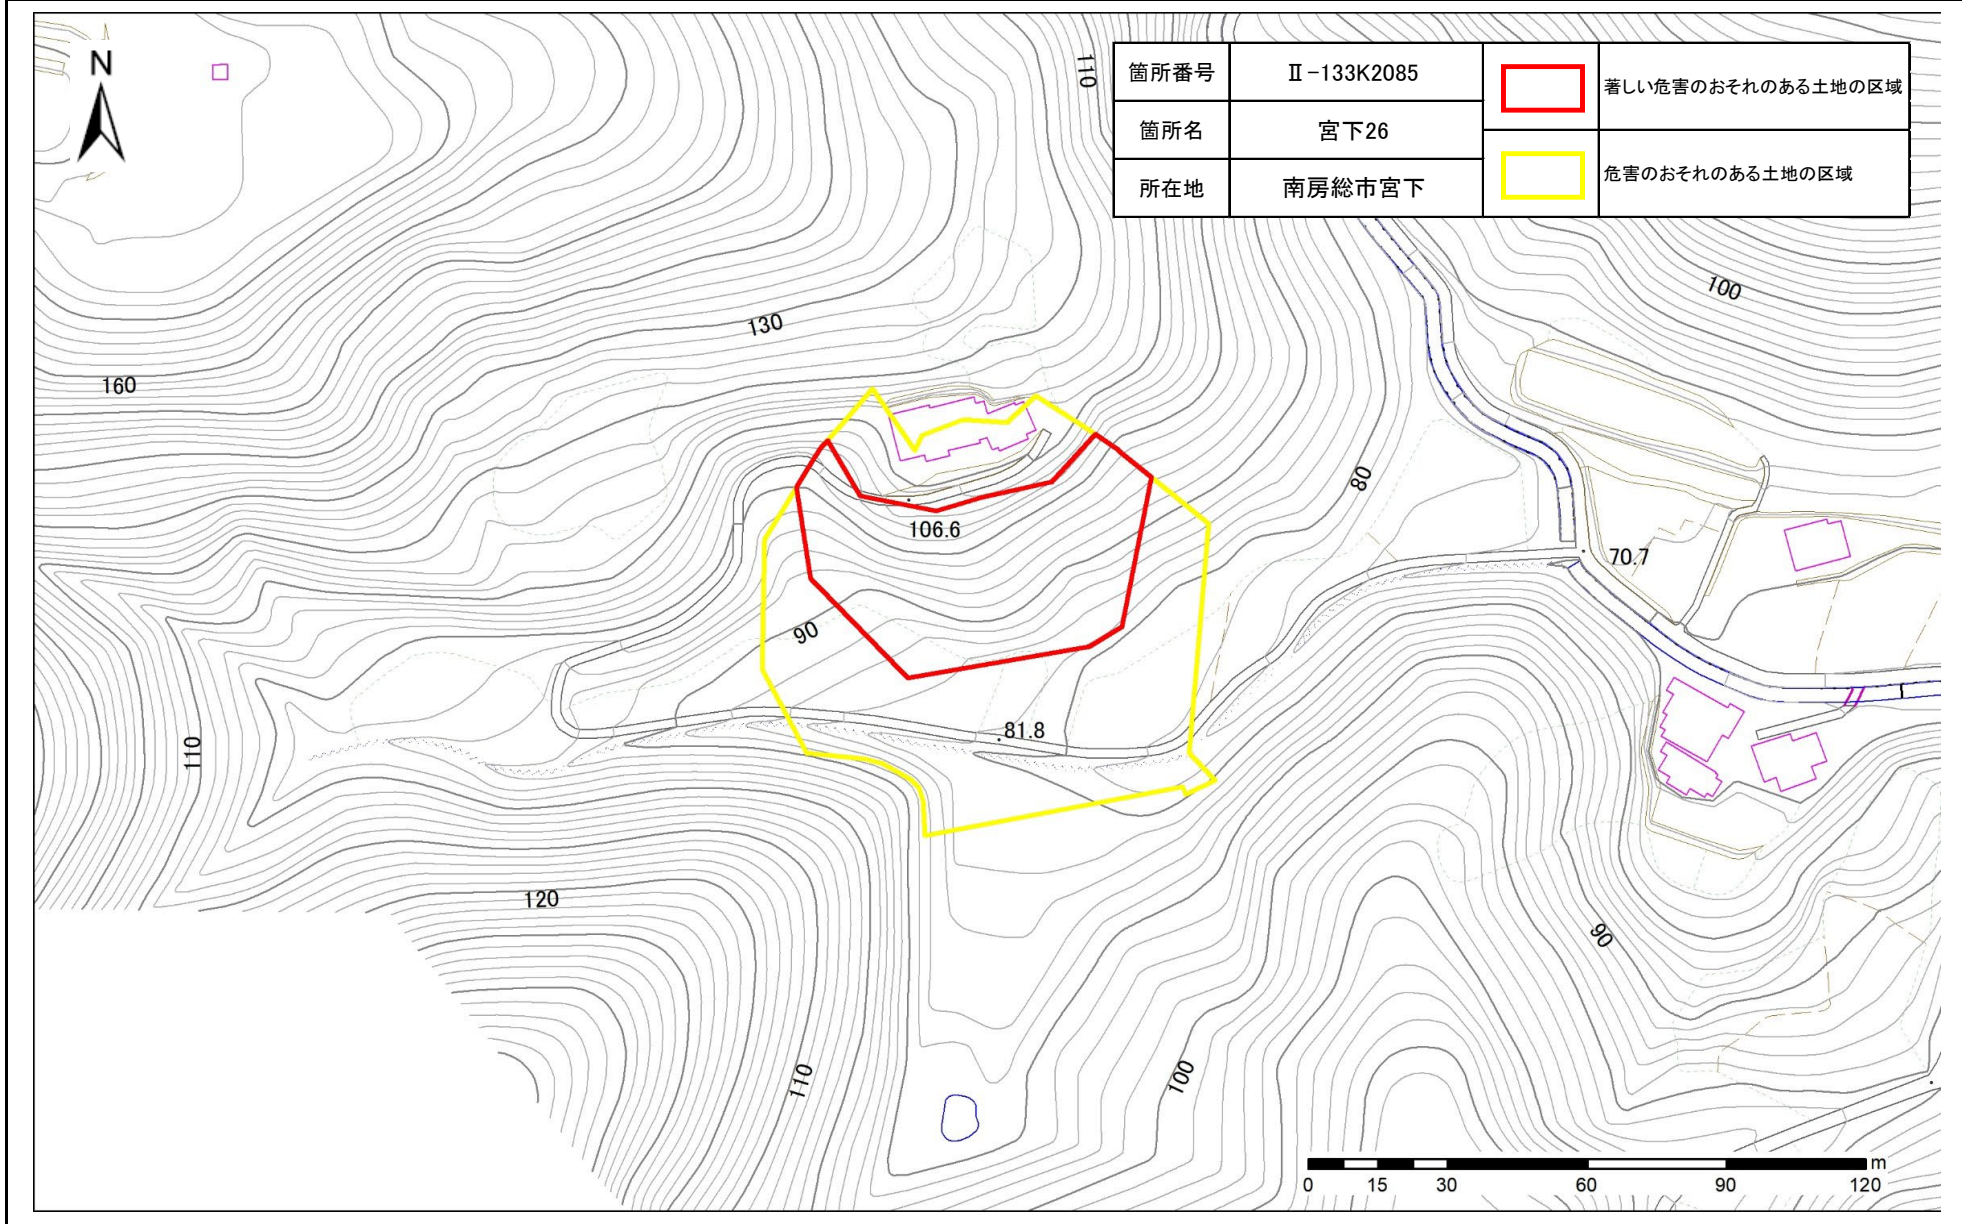 N
箇所番号
Ⅱ-133K2085
著しい危害のおそれのある土地の区域
箇所名
宮下26
危害のおそれのある土地の区域
所在地
南房総市宮下
110
100
130
160
80
106.6
70.7
90
81.8
110
120
90
110
100
m
0 15 30 60 90 120